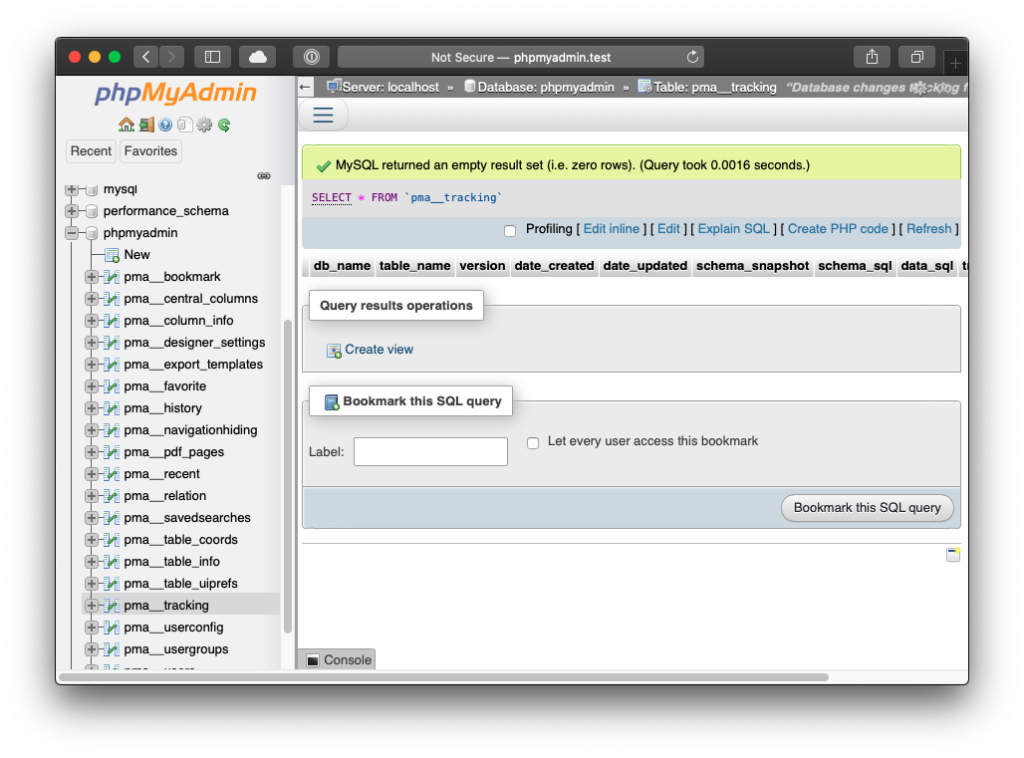 Not Secure — phpmyadmin.test
phpMyAdmin
Recent
Favorites
mysql
performance_schema
phpmyadmin
New
pma__bookmark
pma__central_columns
pma__column_info
pma__designer_settings
pma__export_templates
pma__favorite
pma__history
pma__navigationhiding
pma__pdf_pages
pma__recent
pma__relation
pma__savedsearches
pma__table_coords
pma__table_info
pma__table_uiprefs
pma__tracking
pma__userconfig
pma__usergroups
Server: localhost » Database: phpmyadmin » Table: pma__tracking "Database changes
MySQL returned an empty result set (i.e. zero rows). (Query took 0.0016 seconds.)
SELECT * FROM `pma__tracking`
Profiling [ Edit inline ] [ Edit ] [ Explain SQL ] [ Create PHP code ] [ Refresh ]
db_name table_name version date_created date_updated schema_snapshot schema_sql data_sql
Query results operations
Create view
Bookmark this SQL query
Label:
Let every user access this bookmark
Bookmark this SQL query
Console